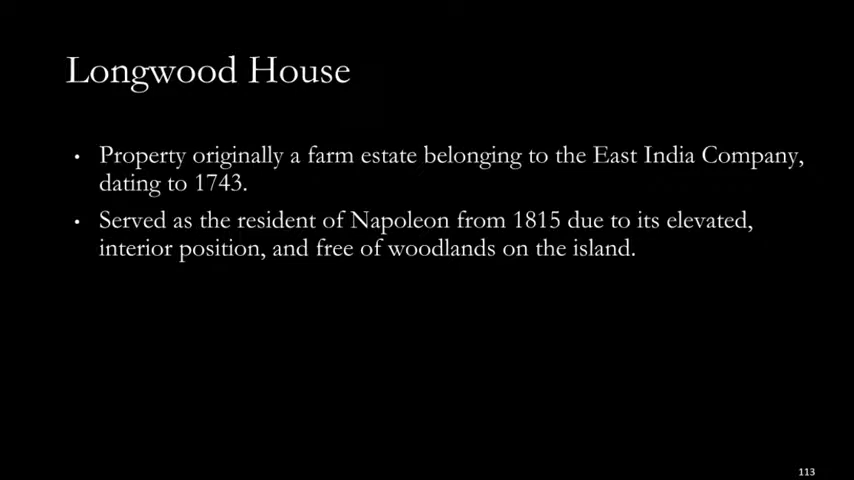 Longwood House
• Property originally a farm estate belonging to the East India Company,
dating to 1743.
• Served as the resident of Napoleon from 1815 due to its elevated,
interior position, and free of woodlands on the island.
113